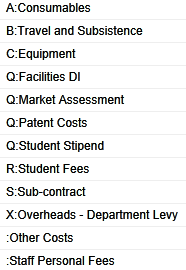 A:Consumables
B:Travel and Subsistence
C:Equipment
Q:Facilities DI
Q:Market Assessment
Q:Patent Costs
Q:Student Stipend
R:Student Fees
S:Sub-contract
X:Overheads - Department Levy
:Other Costs
:Staff Personal Fees